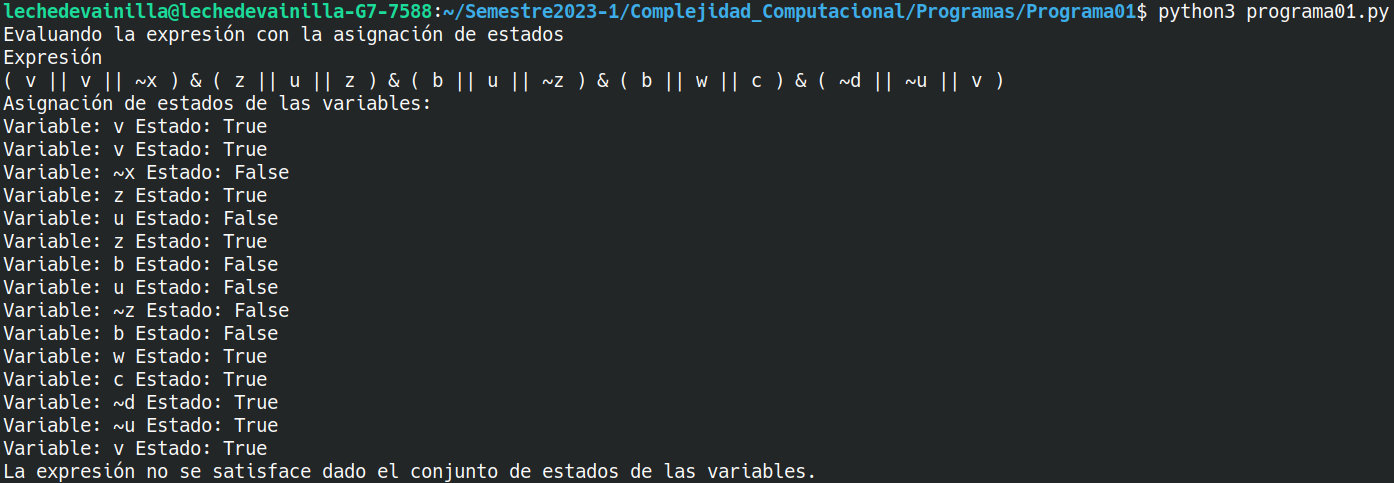 lechedevainilla@lechedevainilla-G7-7588:~/Semestre2023-1/Complejidad_Computacional/Programas/Programa01$ python3 programa01.py
Evaluando la expresión con la asignación de estados
Expresión
( v || v || ~x ) & ( z || u || z ) & ( b || u || ~z ) & ( b || w || c ) & ( ~d || ~u || v )
Asignación de estados de las variables:
Variable: v Estado: True
Variable: v Estado: True
Variable: ~x Estado: False
Variable: z Estado: True
Variable: u Estado: False
Variable: z Estado: True
Variable: b Estado: False
Variable: u Estado: False
Variable: ~z Estado: False
Variable: b Estado: False
Variable: w Estado: True
Variable: c Estado: True
Variable: ~d Estado: True
Variable: ~u Estado: True
Variable: v Estado: True
La expresión no se satisface dado el conjunto de estados de las variables.